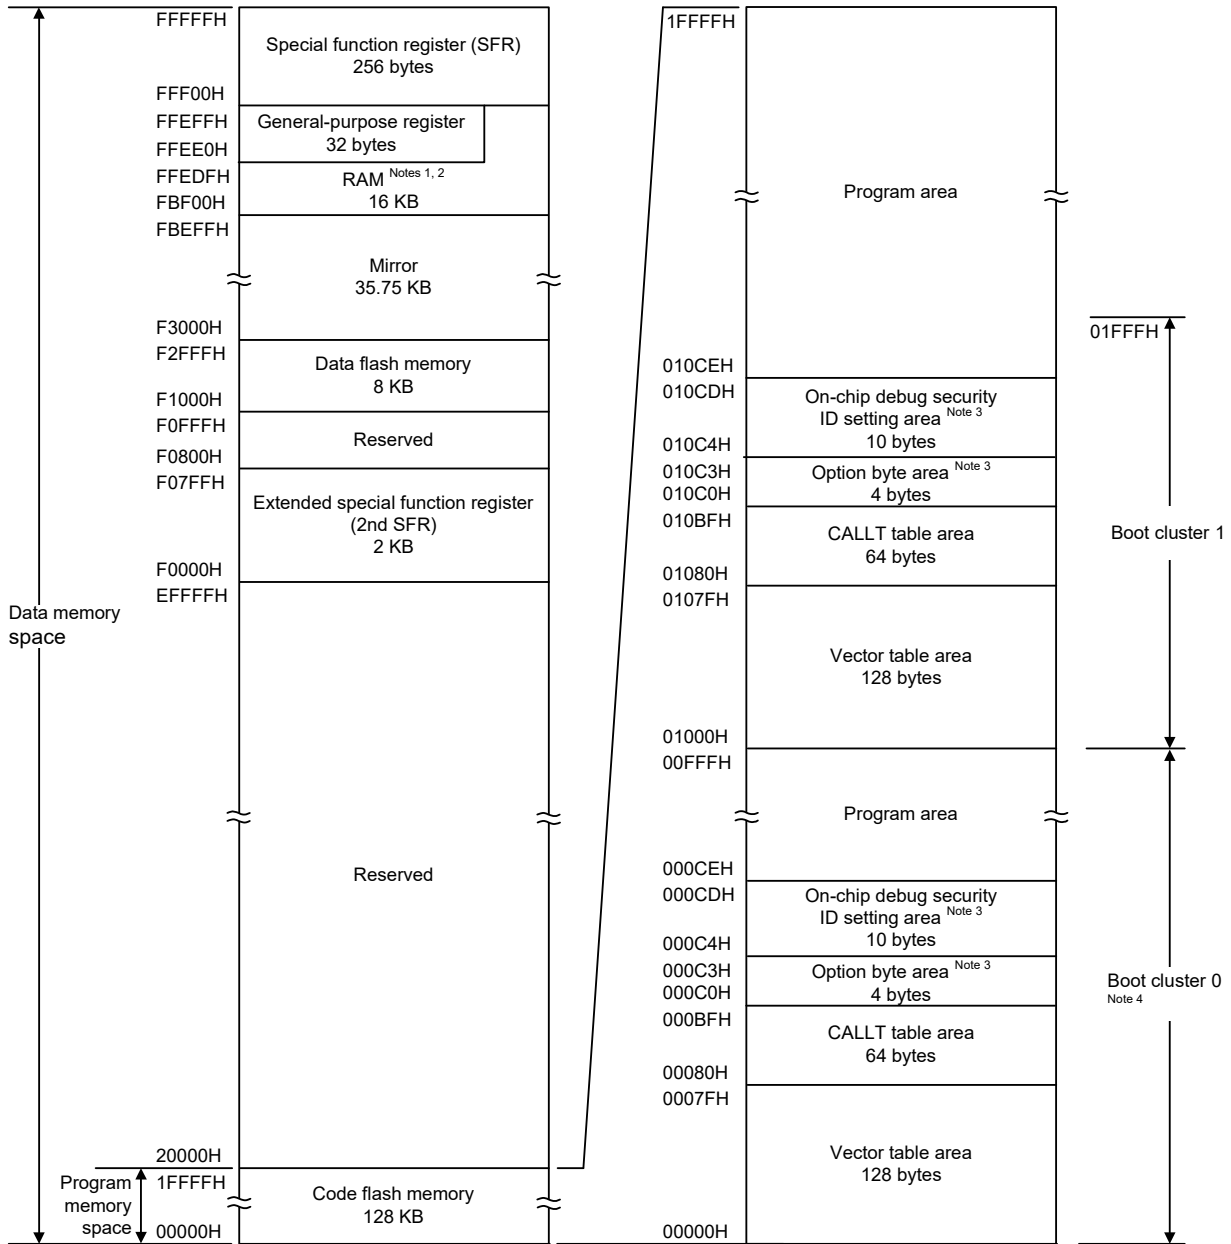 FFFFFH
Special function register (SFR)
256 bytes
FFF00H
FFEFFH
General-purpose register
32 bytes
FFEE0H
FFEDFH
RAM Notes 1, 2
16 KB
FBF00H
FBEFFH
Mirror
35.75 KB
F3000H
F2FFFH
Data flash memory
8 KB
F1000H
F0FFFH
Reserved
F0800H
F07FFH
Extended special function register
(2nd SFR)
2 KB
F0000H
EFFFFH
Data memory
space
Reserved
20000H
Program
memory
space
1FFFFH
Code flash memory
128 KB
00000H
1FFFFH
Program area
01FFFH
010CEH
010CDH
On-chip debug security
ID setting area Note 3
10 bytes
010C4H
010C3H
Option byte area Note 3
4 bytes
010C0H
010BFH
CALLT table area
64 bytes
01080H
0107FH
Boot cluster 1
Vector table area
128 bytes
01000H
00FFFH
Program area
000CEH
000CDH
On-chip debug security
ID setting area Note 3
10 bytes
000C4H
000C3H
Option byte area Note 3
4 bytes
000C0H
000BFH
CALLT table area
64 bytes
Boot cluster 0
Note 4
00080H
0007FH
Vector table area
128 bytes
00000H